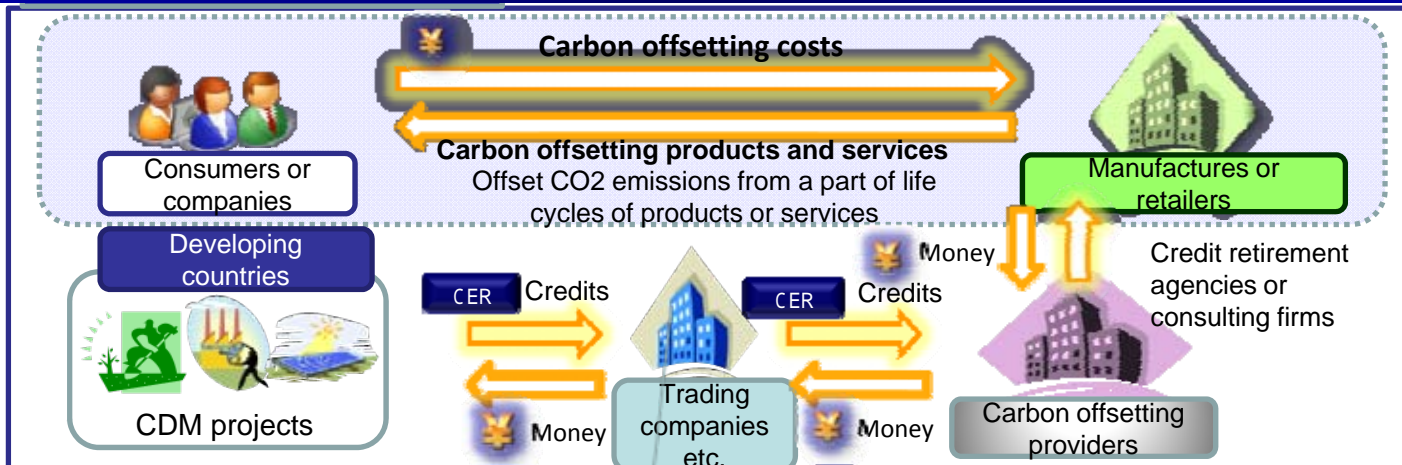 ¥
Carbon offsetting costs
Carbon offsetting products and services
Offset CO2 emissions from a part of life
cycles of products or services
Consumers or
companies
Manufactures or
retailers
Developing
countries
CDM projects
CER
Credits
¥ Money
Trading
companies
etc.
CER
Credits
¥ Money
¥ Money
Credit retirement
agencies or
consulting firms
Carbon offsetting
providers